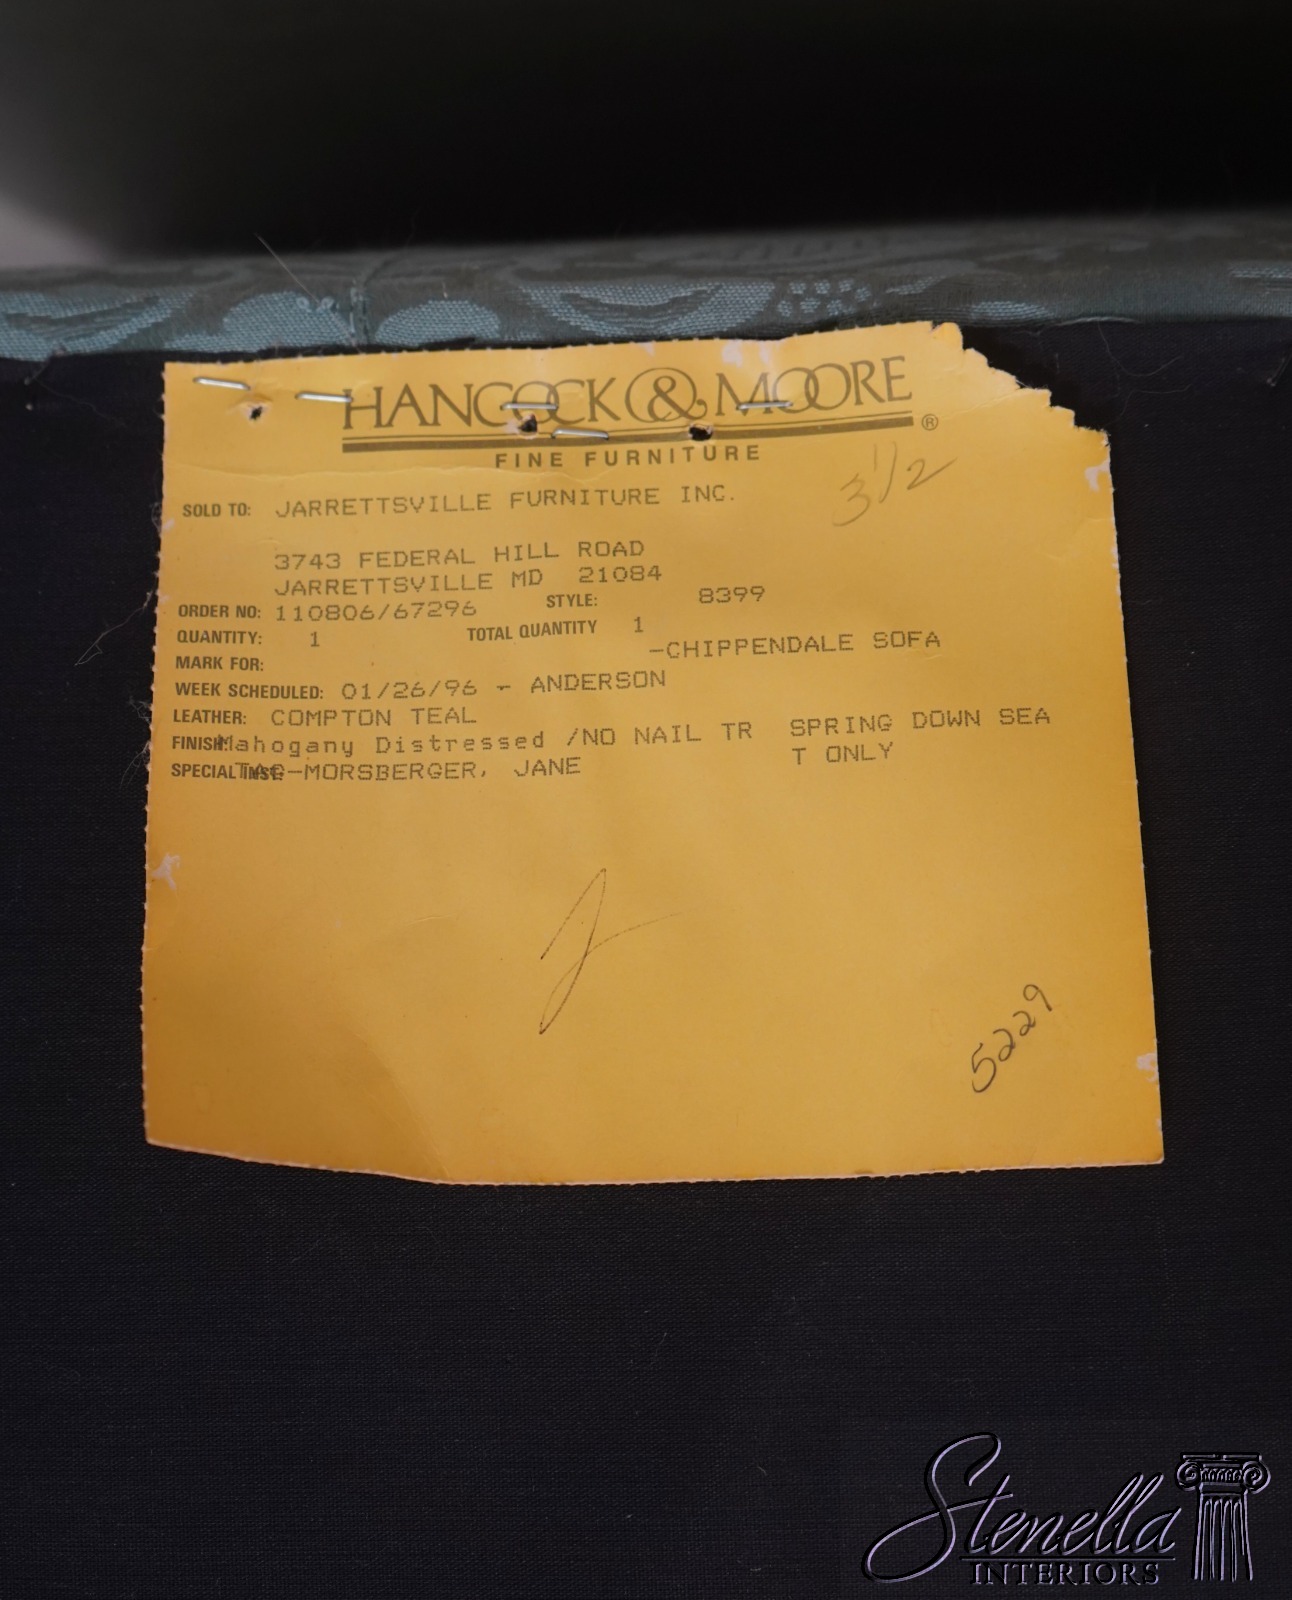 HANCOCK & MOORE®
FINE FURNITURE
3 1/2
SOLD TO: JARRETTSVILLE FURNITURE INC.
3743 FEDERAL HILL ROAD
JARRETTSVILLE MD 21084
ORDER NO: 110806/67296 STYLE: 8399
QUANTITY: 1 TOTAL QUANTITY 1
MARK FOR: -CHIPPENDALE SOFA
WEEK SCHEDULED: 01/26/96 - ANDERSON
LEATHER: COMPTON TEAL
FINISH: Mahogany Distressed /NO NAIL TR SPRING DOWN SEA
SPECIAL INST: TAG-MORSBERGER, JANE T ONLY
5229
Stenella
INTERIORS